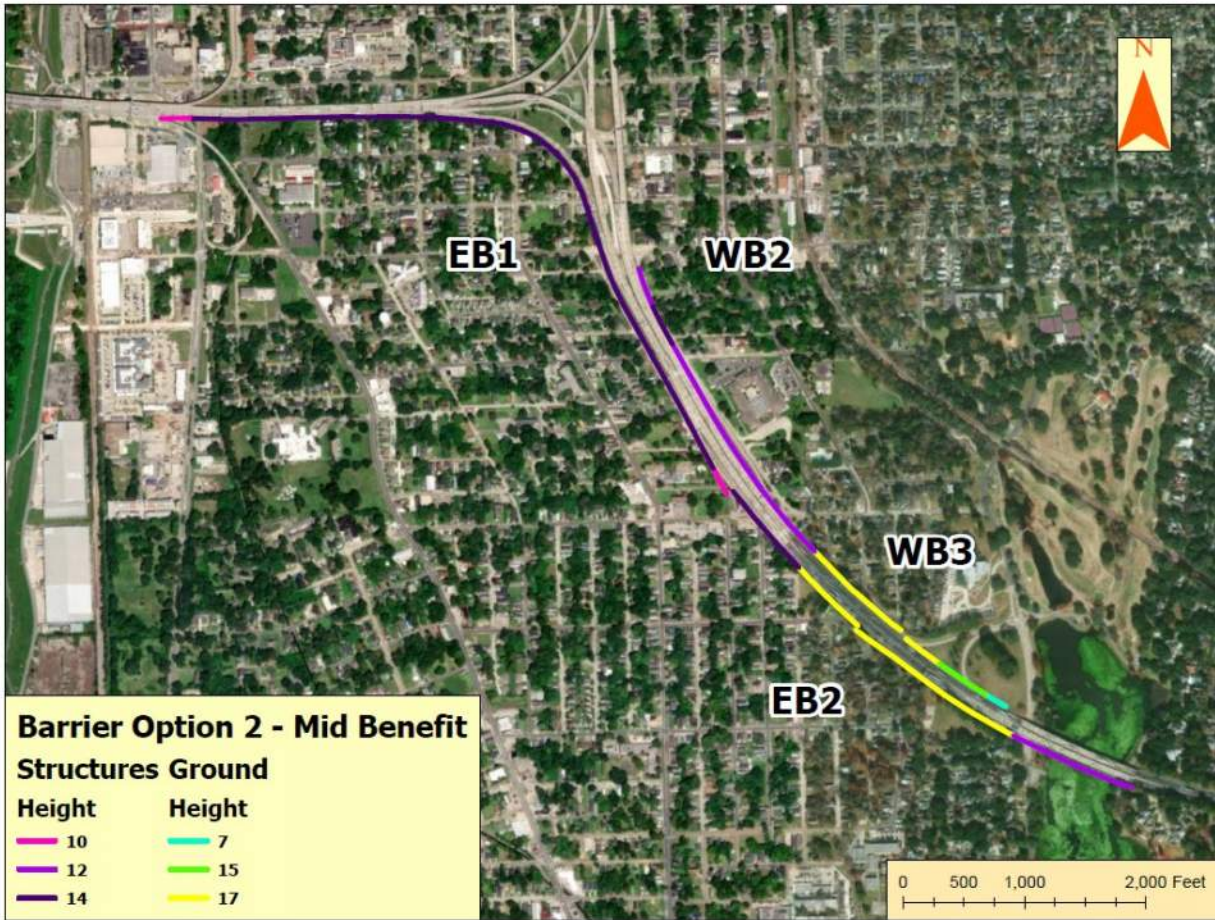 N
EB1
WB2
WB3
EB2
Barrier Option 2 - Mid Benefit
Structures Ground
Height Height
10 7
12 15
14 17
0 500 1,000 2,000 Feet